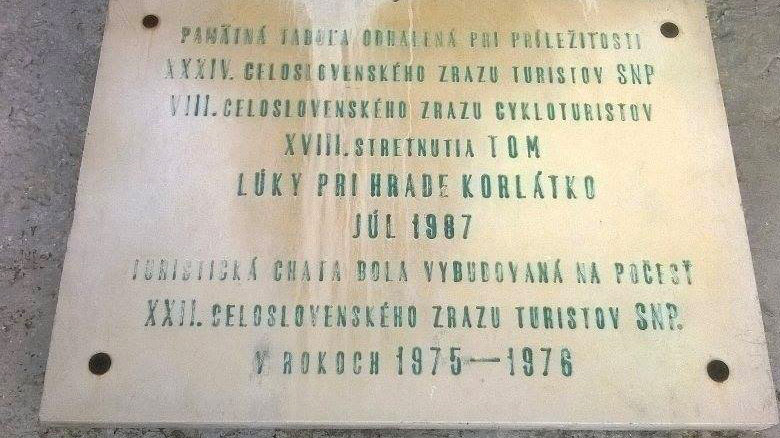 PAMÄTNÁ TABUĽA ODHALENÁ PRI PRÍLEŽITOSTI
XXXIV. CELOSLOVENSKÉHO ZRAZU TURISTOV SNP
VIII. CELOSLOVENSKÉHO ZRAZU CYKLOTURISTOV
XVIII. STRETNUTIA TOM
LÚKY PRI HRADE KORLÁTKO
JÚL 1987
TURISTICKÁ CHATA BOLA VYBUDOVANÁ NA POČESŤ
XXII. CELOSLOVENSKÉHO ZRAZU TURISTOV SNP.
V ROKOCH 1975—1976